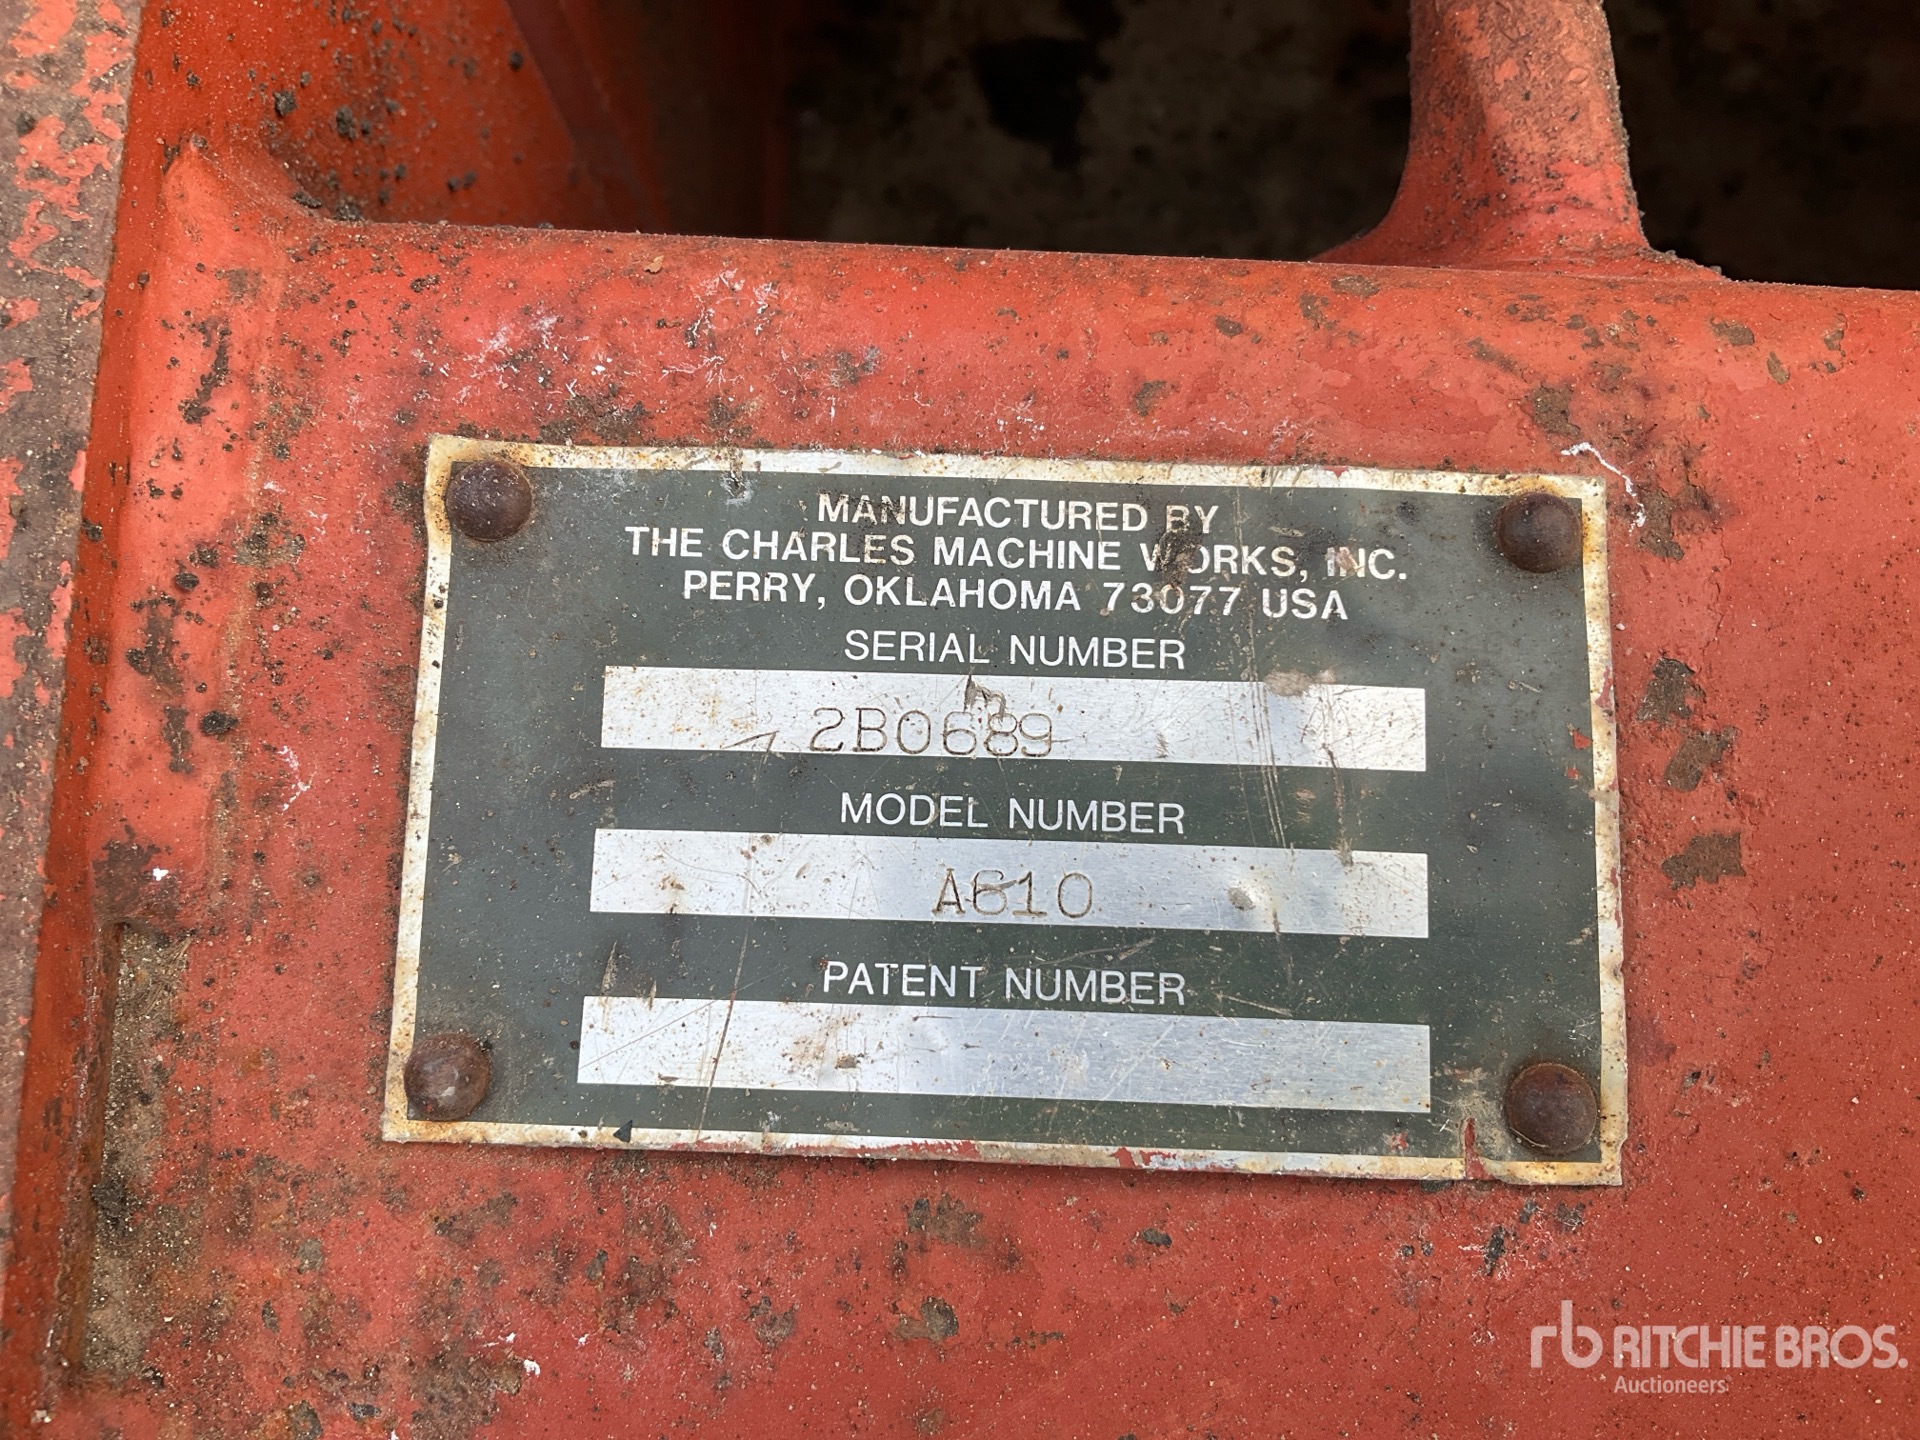 MANUFACTURED BY
THE CHARLES MACHINE WORKS, INC.
PERRY, OKLAHOMA 73077 USA
SERIAL NUMBER
2B0689
MODEL NUMBER
A610
PATENT NUMBER
rb RITCHIE BROS.
Auctioneers